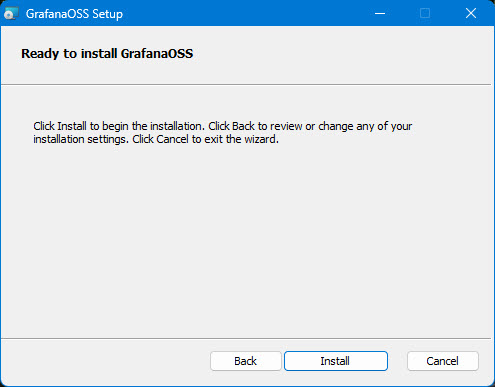 GrafanaOSS Setup
Ready to install GrafanaOSS
Click Install to begin the installation. Click Back to review or change any of your
installation settings. Click Cancel to exit the wizard.
Back
Install
Cancel